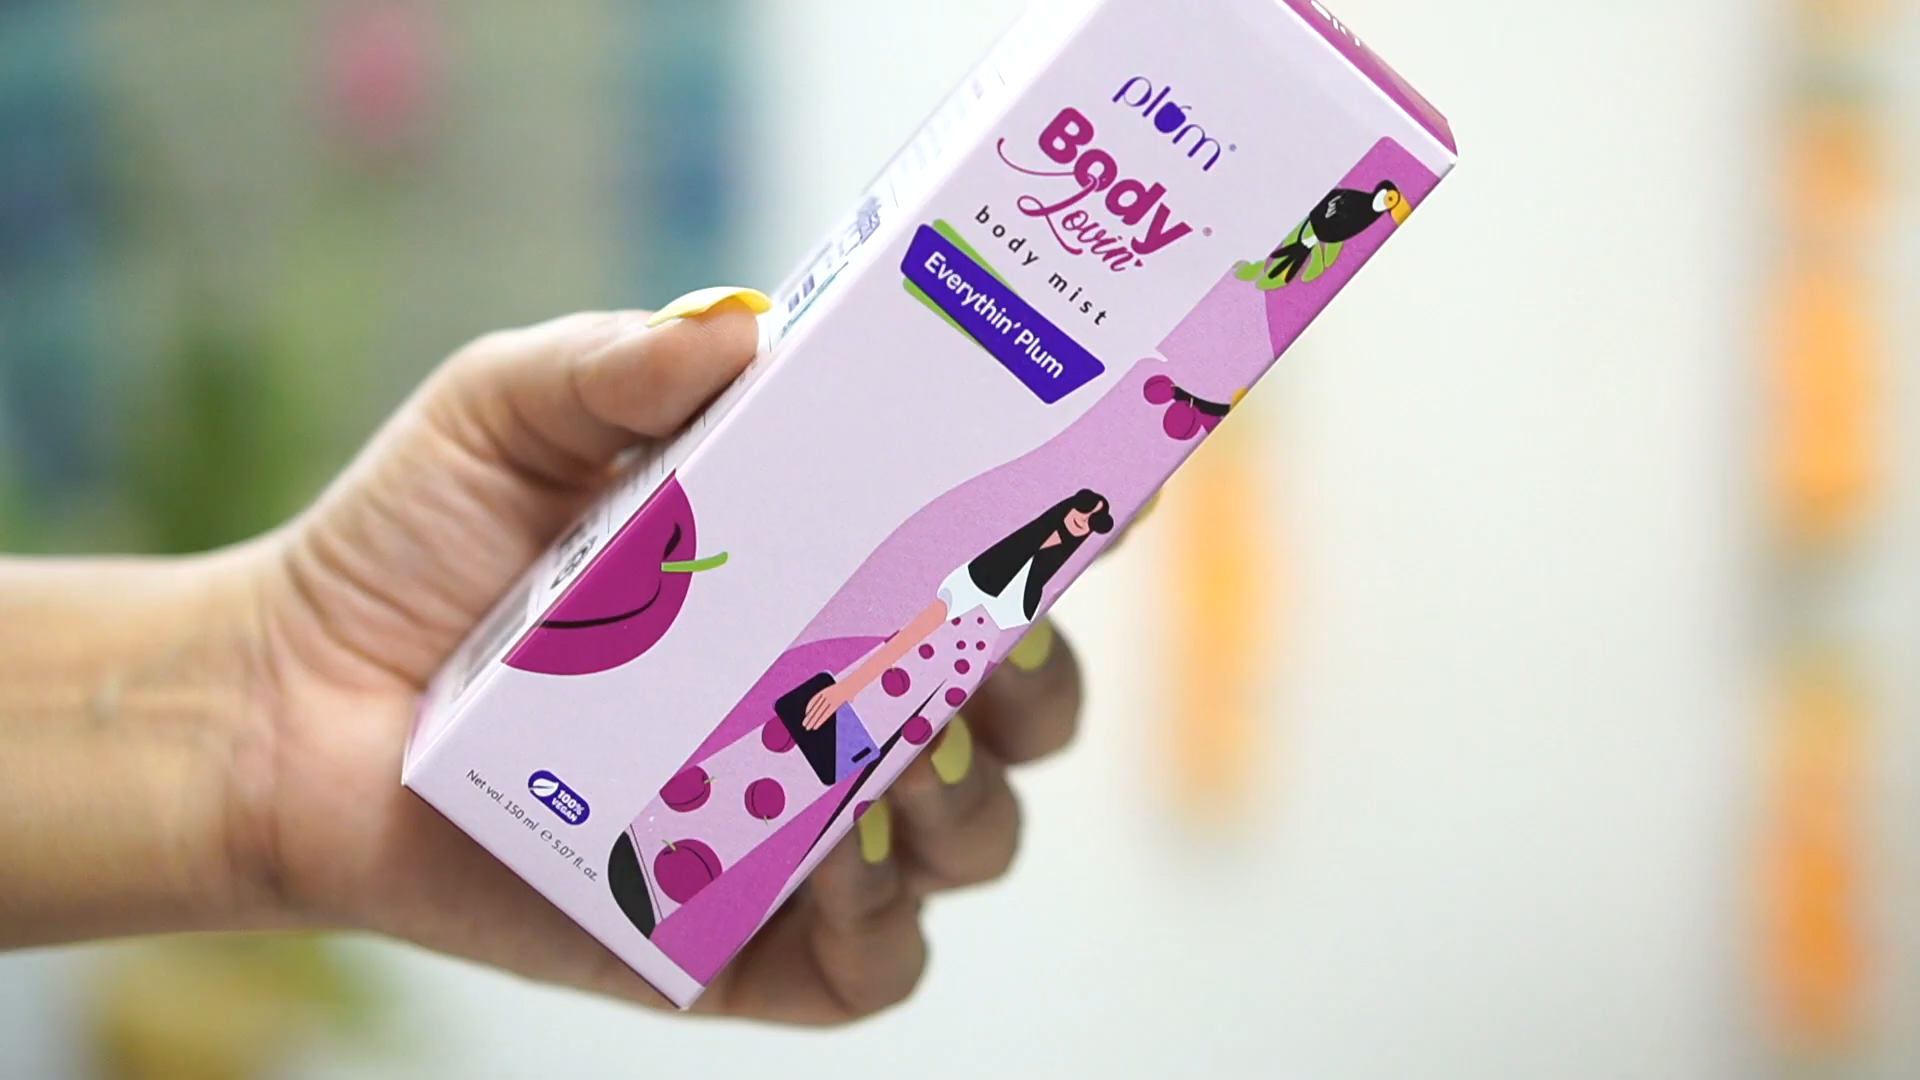 plum
Body
Lovin'
body mist
Everythin' Plum
100%
VEGAN
Net vol. 150 ml ℮ 5.07 fl. oz.